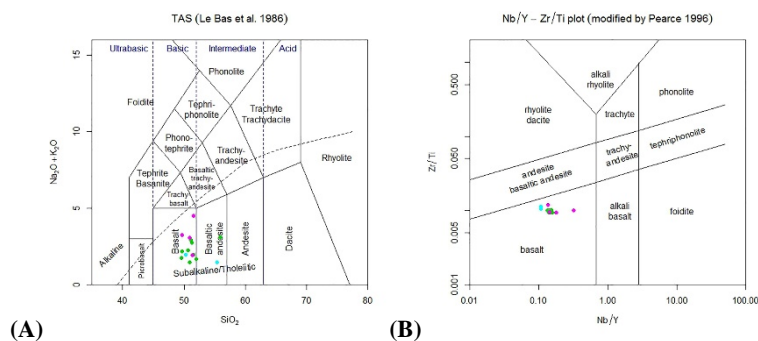 TAS (Le Bas et al. 1986)
Ultrabasic Basic Intermediate Acid
Phonolite
Foidite
Tephri-
phonolite
Trachyte
Trachydacite
Phono-
tephrite
Trachy-
andesite
Rhyolite
Tephrite
Basanite
Basaltic
trachy-
andesite
Trachy-
basalt
Alkaline
Picrobasalt
Basalt
Basaltic
andesite
Andesite
Dacite
Subalkaline/Tholeiitic
Na₂O+K₂O
0 5 10 15
40 50 60 70 80
SiO₂
(A)
Nb/Y − Zr/Ti plot (modified by Pearce 1996)
alkali
rhyolite
phonolite
rhyolite
dacite
trachyte
tephriphonolite
trachy-
andesite
andesite
basaltic andesite
alkali
basalt
foidite
basalt
Zr/Ti
0.001 0.005 0.050 0.500
0.01 0.10 1.00 10.00 100.00
Nb/Y
(B)